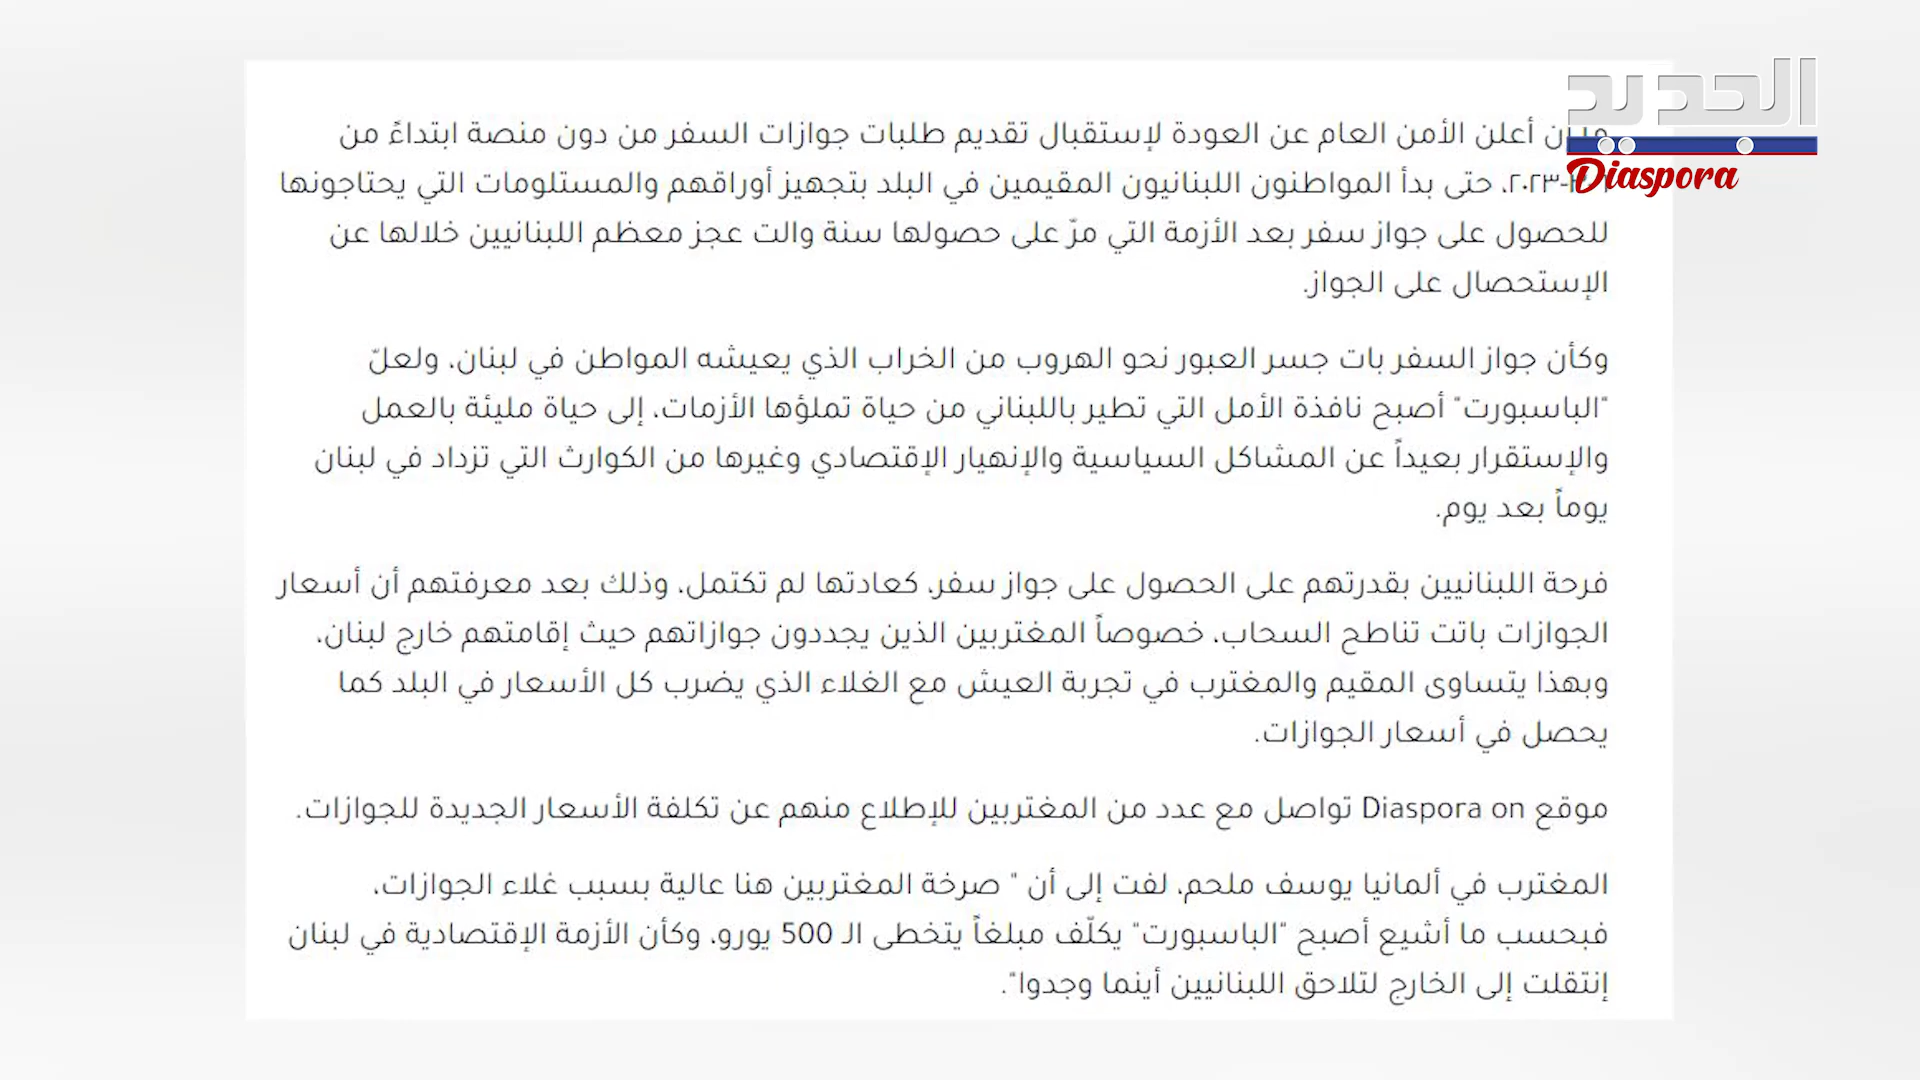 الجديد
Diaspora
أن أعلن الأمن العام عن العودة لإستقبال تقديم طلبات جوازات السفر من دون منصة ابتداءً من
٢٠٢٣، حتى بدأ المواطنون اللبنانيون المقيمين في البلد بتجهيز أوراقهم والمستلومات التي يحتاجونها
للحصول على جواز سفر بعد الأزمة التي مرّ على حصولها سنة والت عجز معظم اللبنانيين خلالها عن
الإستحصال على الجواز.
وكأن جواز السفر بات جسر العبور نحو الهروب من الخراب الذي يعيشه المواطن في لبنان، ولعلّ
"الباسبورت" أصبح نافذة الأمل التي تطير باللبناني من حياة تملؤها الأزمات، إلى حياة مليئة بالعمل
والإستقرار بعيداً عن المشاكل السياسية والإنهيار الإقتصادي وغيرها من الكوارث التي تزداد في لبنان
يوماً بعد يوم.
فرحة اللبنانيين بقدرتهم على الحصول على جواز سفر، كعادتها لم تكتمل، وذلك بعد معرفتهم أن أسعار
الجوازات باتت تناطح السحاب، خصوصاً المغتربين الذين يجددون جوازاتهم حيث إقامتهم خارج لبنان،
وبهذا يتساوى المقيم والمغترب في تجربة العيش مع الغلاء الذي يضرب كل الأسعار في البلد كما
يحصل في أسعار الجوازات.
موقع Diaspora on تواصل مع عدد من المغتربين للإطلاع منهم عن تكلفة الأسعار الجديدة للجوازات.
المغترب في ألمانيا يوسف ملحم، لفت إلى أن " صرخة المغتربين هنا عالية بسبب غلاء الجوازات،
فبحسب ما أشيع أصبح "الباسبورت" يكلّف مبلغاً يتخطى الـ 500 يورو، وكأن الأزمة الإقتصادية في لبنان
إنتقلت إلى الخارج لتلاحق اللبنانيين أينما وجدوا".